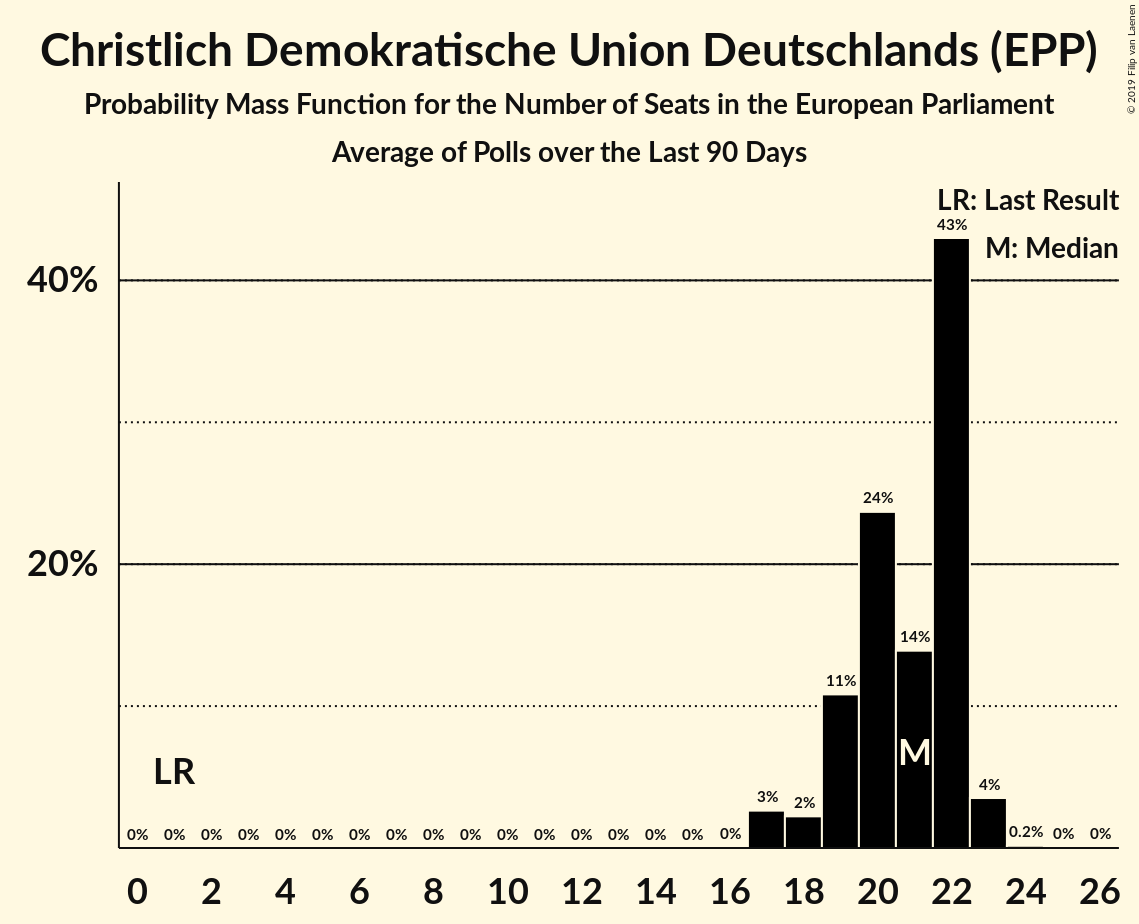 Christlich Demokratische Union Deutschlands (EPP)
Probability Mass Function for the Number of Seats in the European Parliament
Average of Polls over the Last 90 Days
© 2019 Filip van Laenen
LR: Last Result
M: Median
43%
40%
24%
20%
14%
11%
M
LR
3%
2%
4%
0% 0% 0% 0% 0% 0% 0% 0% 0% 0% 0% 0% 0% 0% 0% 0% 0% 0.2% 0% 0%
0 2 4 6 8 10 12 14 16 18 20 22 24 26